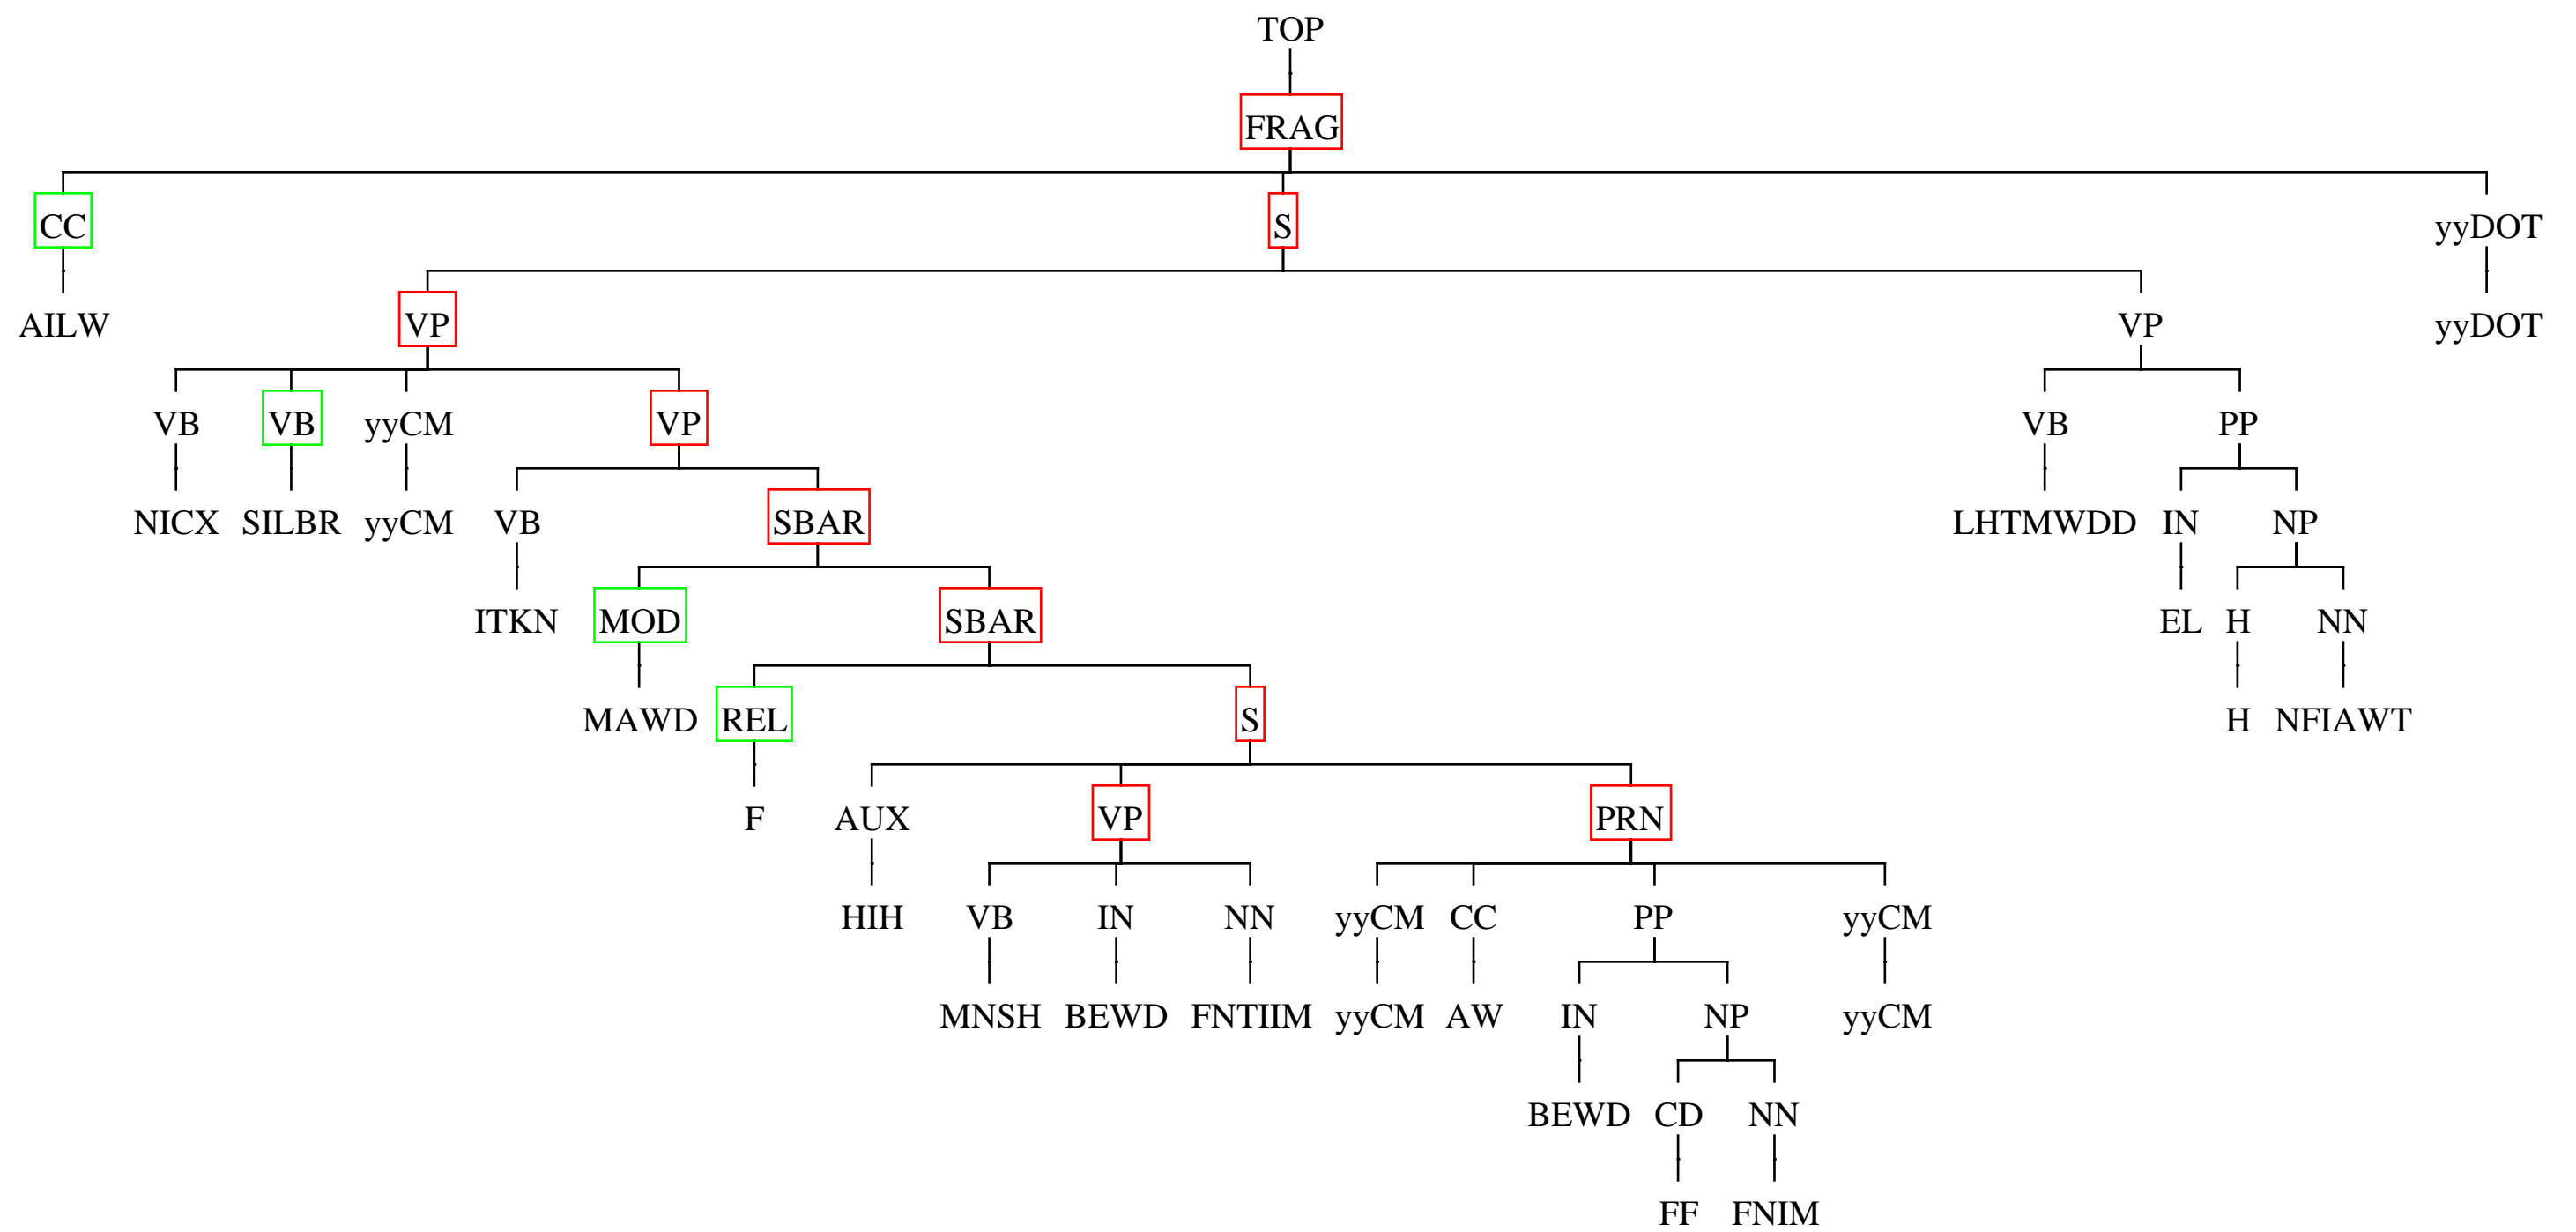 TOP
FRAG
CC S yyDOT
AILW VP VP yyDOT
VB VB yyCM VP VB PP
NICX SILBR yyCM VB SBAR LHTMWDD IN NP
ITKN MOD SBAR EL H NN
MAWD REL S H NFIAWT
F AUX VP PRN
HIH VB IN NN yyCM CC PP yyCM
MNSH BEWD FNTIIM yyCM AW IN NP yyCM
BEWD CD NN
FF FNIM